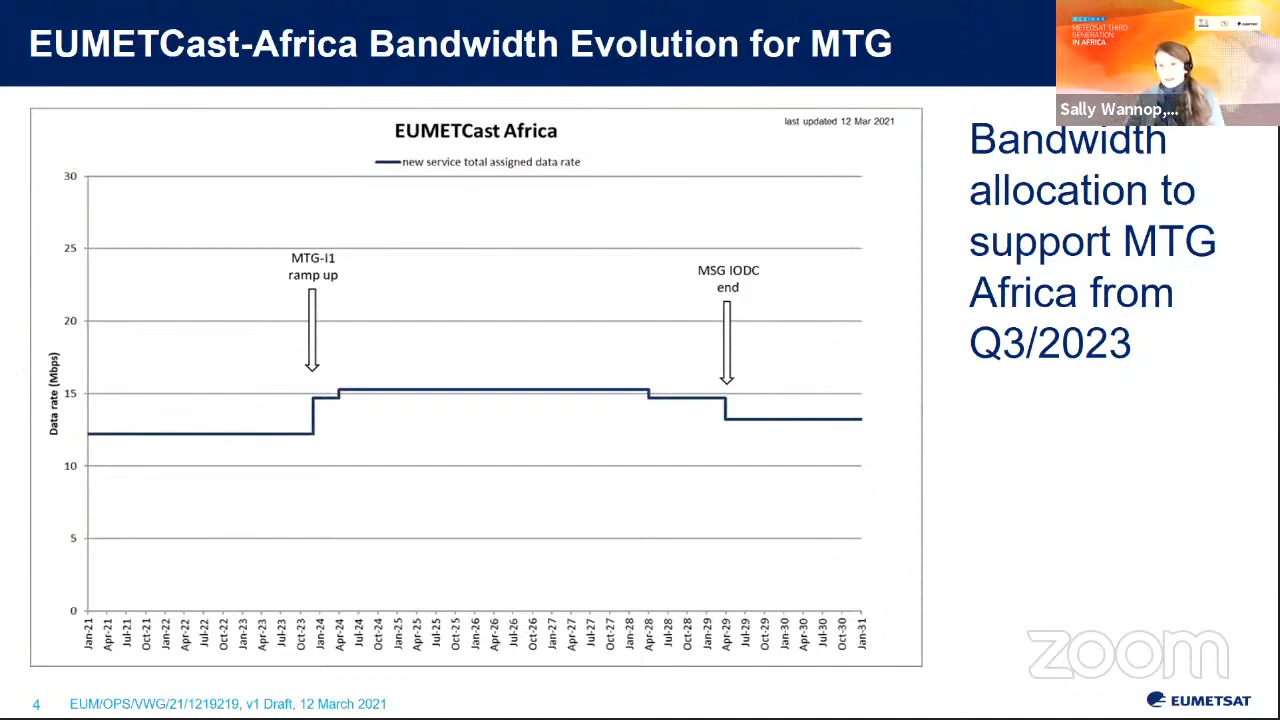 EUMETCast-Africa Bandwidth Evolution for MTG
WEBINAR
METEOSAT THIRD
GENERATION
IN AFRICA
EUMETSAT
Sally Wannop,...
EUMETCast Africa
last updated 12 Mar 2021
new service total assigned data rate
30
25
20
15
10
5
0
Data rate (Mbps)
MTG-I1
ramp up
MSG IODC
end
Jan-21
Apr-21
Jul-21
Oct-21
Jan-22
Apr-22
Jul-22
Oct-22
Jan-23
Apr-23
Jul-23
Oct-23
Jan-24
Apr-24
Jul-24
Oct-24
Jan-25
Apr-25
Jul-25
Oct-25
Jan-26
Apr-26
Jul-26
Oct-26
Jan-27
Apr-27
Jul-27
Oct-27
Jan-28
Apr-28
Jul-28
Oct-28
Jan-29
Apr-29
Jul-29
Oct-29
Jan-30
Apr-30
Jul-30
Oct-30
Jan-31
Bandwidth
allocation to
support MTG
Africa from
Q3/2023
zoom
4
EUM/OPS/VWG/21/1219219, v1 Draft, 12 March 2021
EUMETSAT